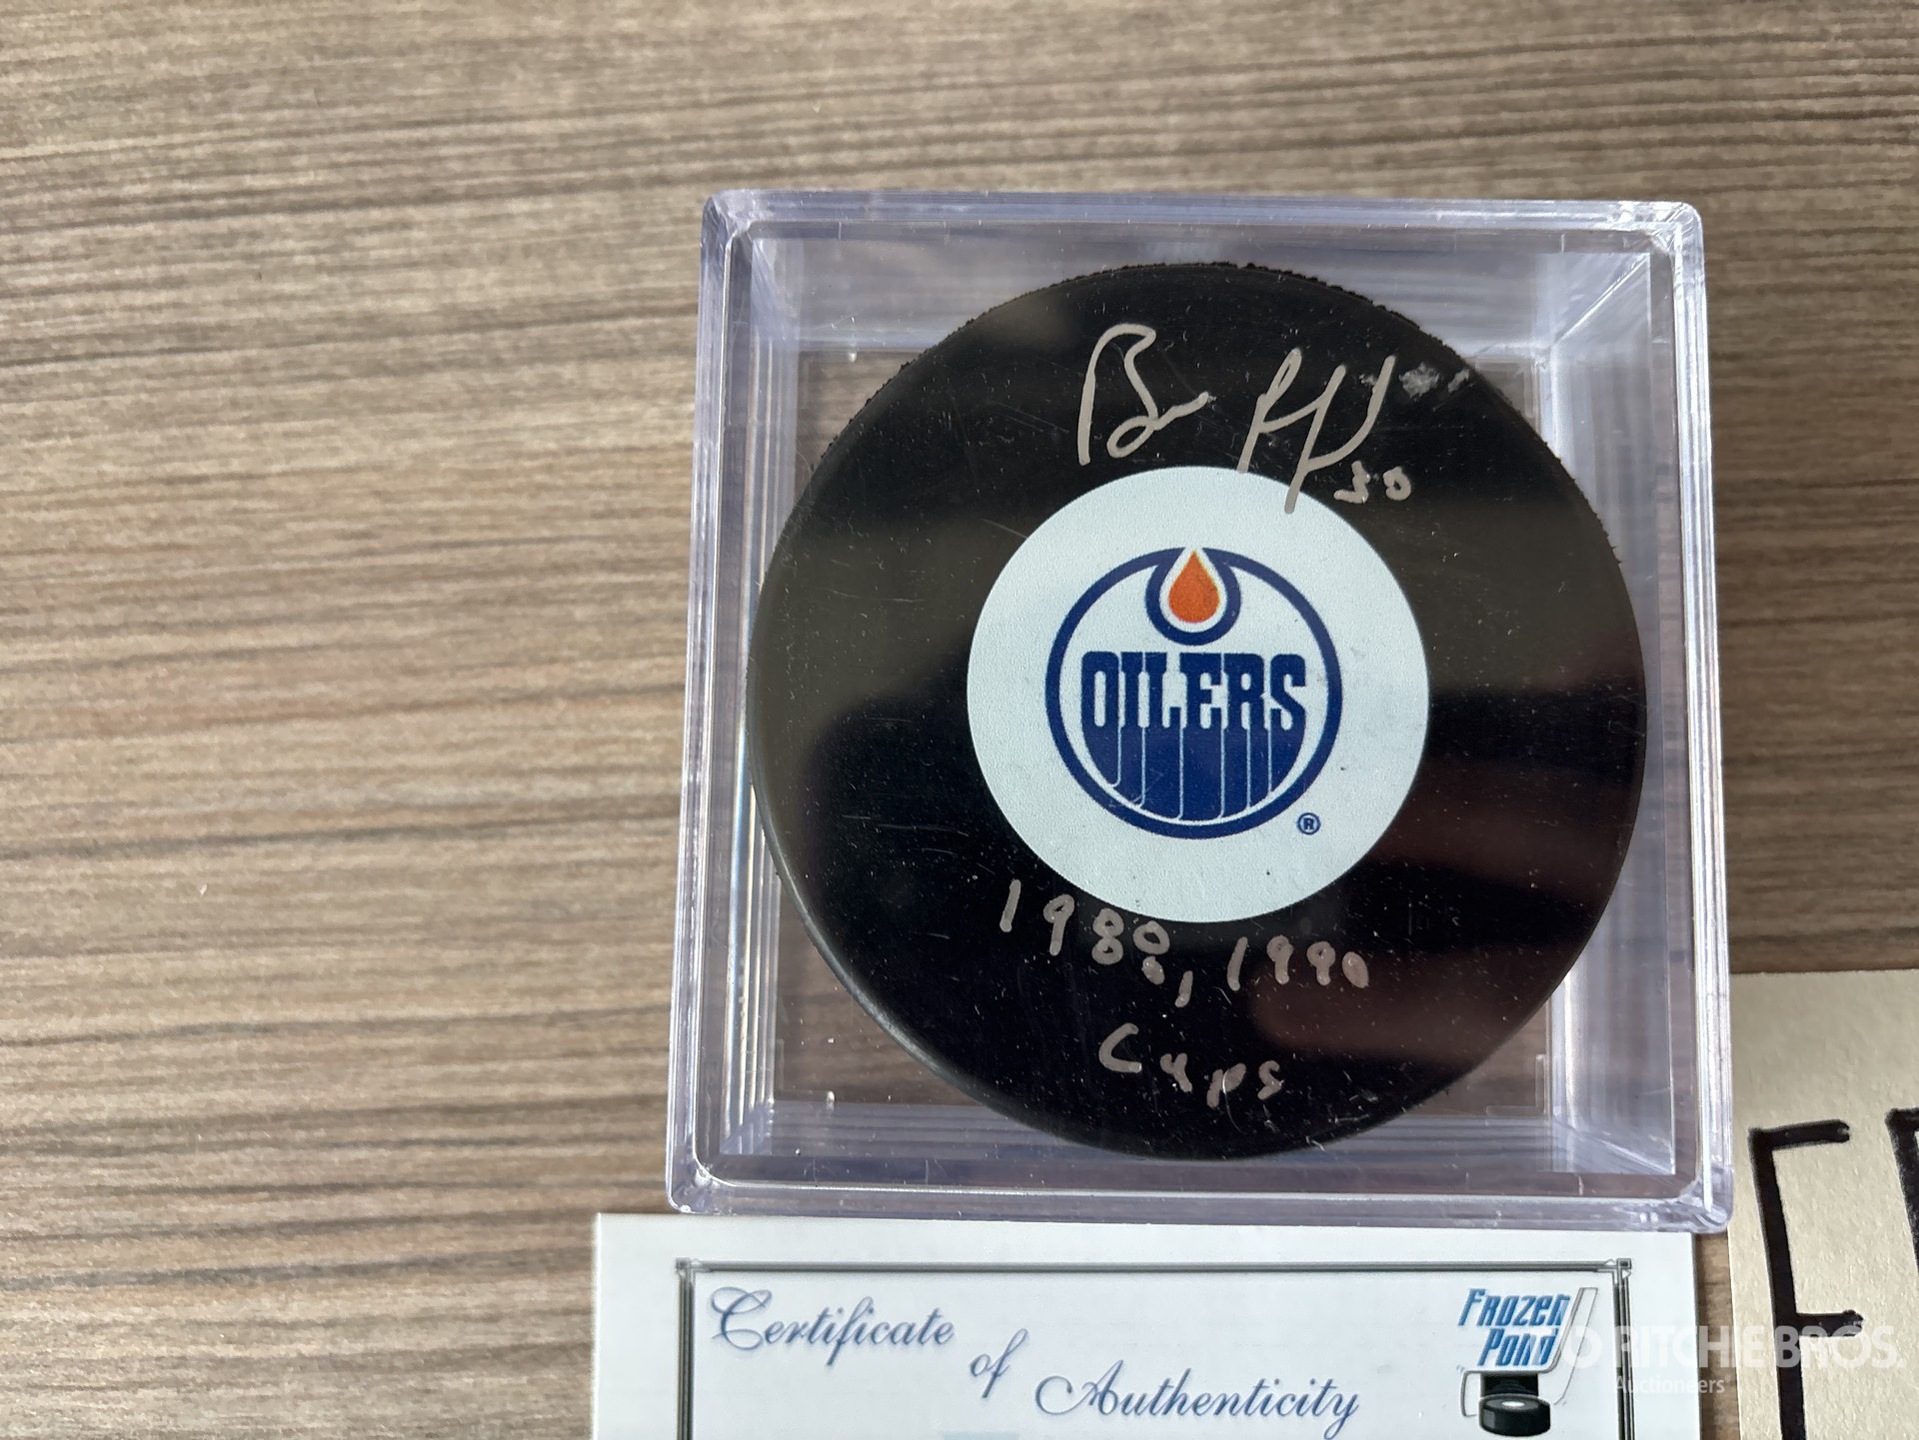 30
OILERS
®
1988, 1990
Cups
Certificate
of
Authenticity
FROZEN
POND
RITCHIE BROS.
Auctioneers